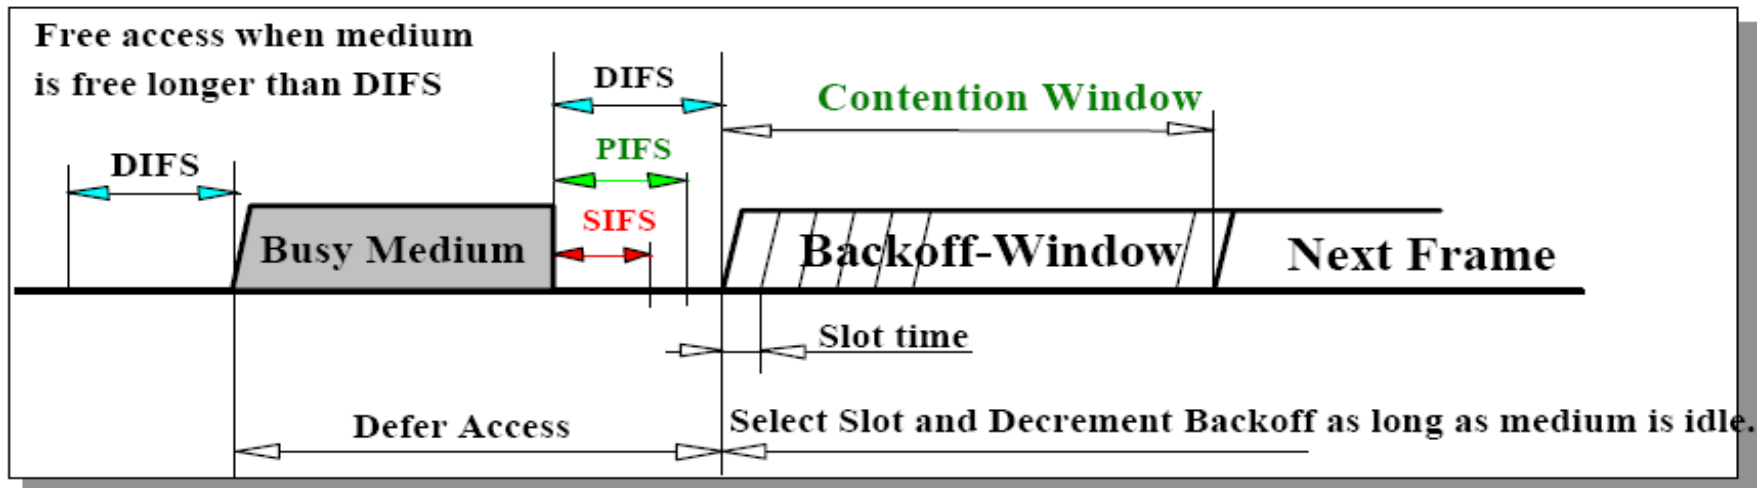 Free access when medium
is free longer than DIFS
DIFS
DIFS
PIFS
SIFS
Contention Window
Busy Medium
Backoff-Window
Next Frame
Slot time
Defer Access
Select Slot and Decrement Backoff as long as medium is idle.